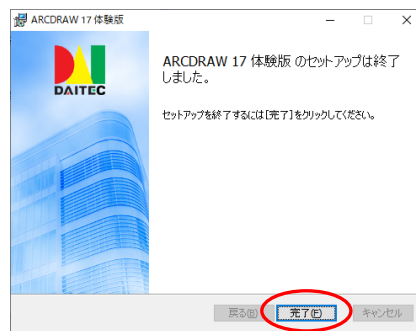 ARCDRAW 17 体験版
DAITEC
ARCDRAW 17 体験版 のセットアップは終了
しました。
セットアップを終了するには[完了]をクリックしてください。
戻る(B)
完了(F)
キャンセル